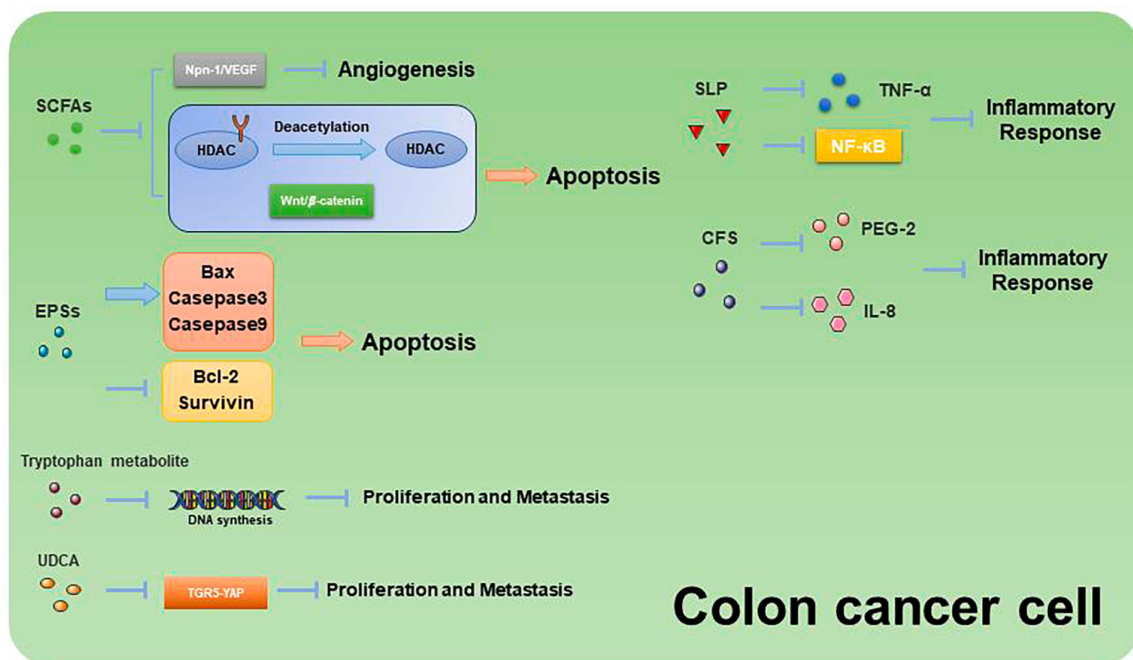 SCFAs
Npn-1/VEGF
Angiogenesis
HDAC
Deacetylation
HDAC
Wnt/β-catenin
Apoptosis
EPSs
Bax
Casepase3
Casepase9
Bcl-2
Survivin
Apoptosis
Tryptophan metabolite
DNA synthesis
Proliferation and Metastasis
UDCA
TGR5-YAP
Proliferation and Metastasis
SLP
TNF-α
NF-κB
Inflammatory
Response
CFS
PEG-2
IL-8
Inflammatory
Response
Colon cancer cell